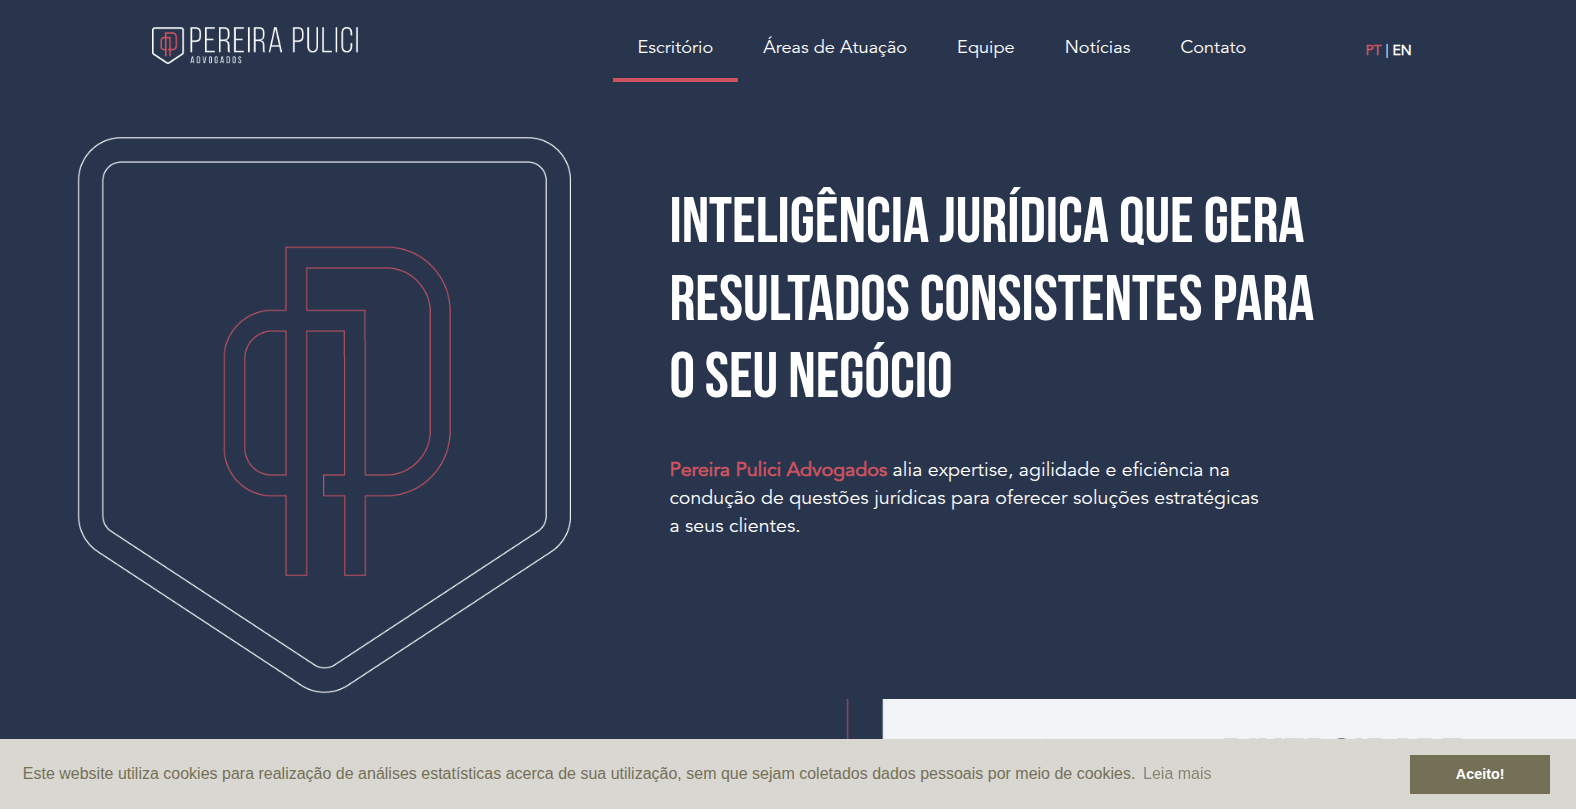 PEREIRA PULICI
ADVOGADOS
Escritório
Áreas de Atuação
Equipe
Notícias
Contato
PT | EN
INTELIGÊNCIA JURÍDICA QUE GERA
RESULTADOS CONSISTENTES PARA
O SEU NEGÓCIO
Pereira Pulici Advogados alia expertise, agilidade e eficiência na
condução de questões jurídicas para oferecer soluções estratégicas
a seus clientes.
Este website utiliza cookies para realização de análises estatísticas acerca de sua utilização, sem que sejam coletados dados pessoais por meio de cookies. Leia mais
Aceito!